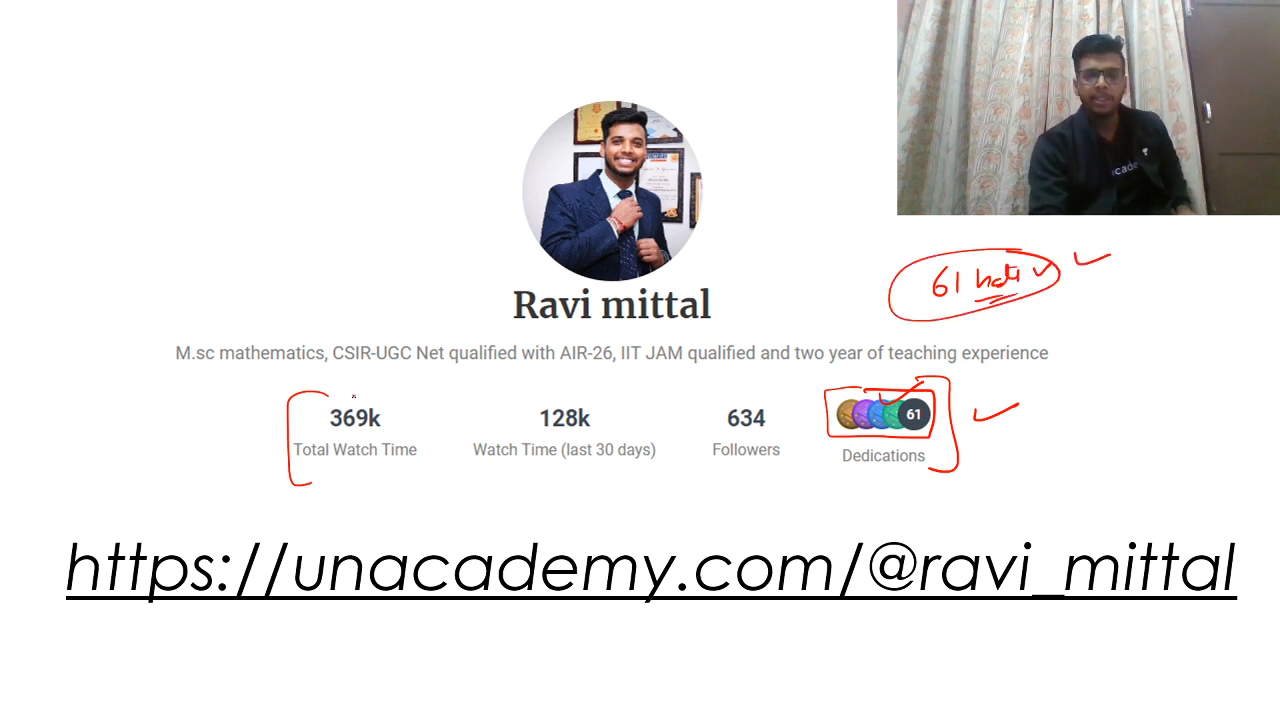 Ravi mittal
M.sc mathematics, CSIR-UGC Net qualified with AIR-26, IIT JAM qualified and two year of teaching experience
369k
Total Watch Time
128k
Watch Time (last 30 days)
634
Followers
61
Dedications
61
https://unacademy.com/@ravi_mittal